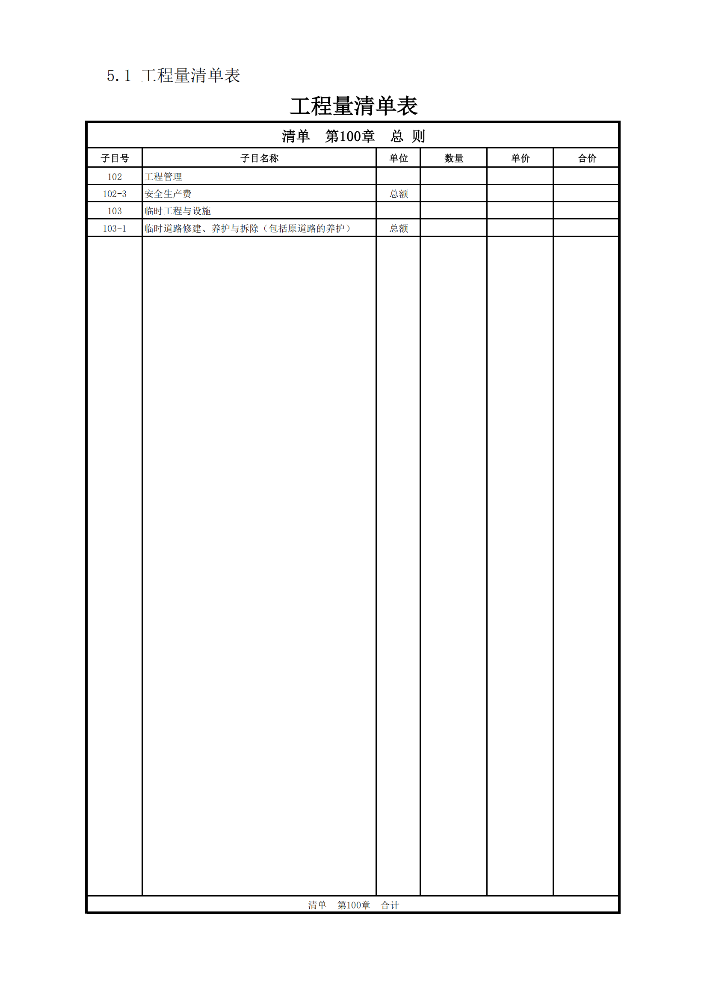 5.1 工程量清单表
工程量清单表
清单 第100章 总 则
子目号 子目名称 单位 数量 单价 合价
102 工程管理
102-3 安全生产费 总额
103 临时工程与设施
103-1 临时道路修建、养护与拆除（包括原道路的养护） 总额
清单 第100章 合计